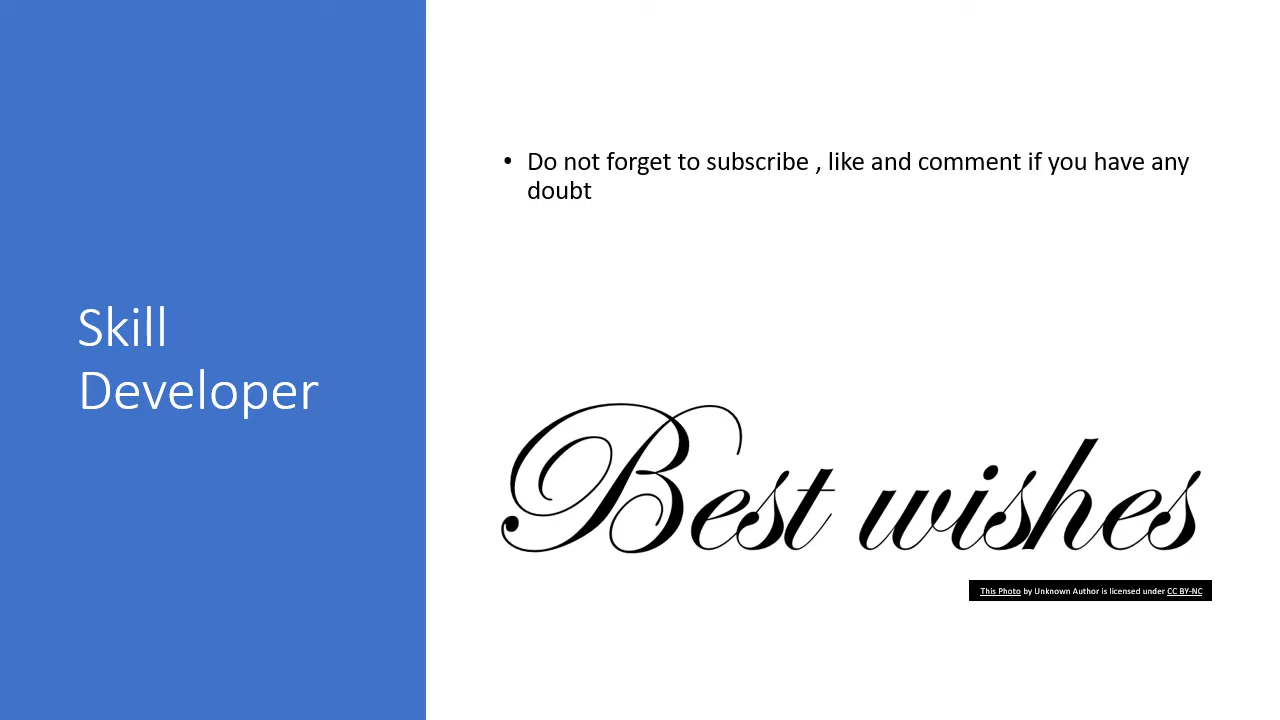 Skill
Developer
• Do not forget to subscribe , like and comment if you have any
doubt
Best wishes
This Photo by Unknown Author is licensed under CC BY-NC